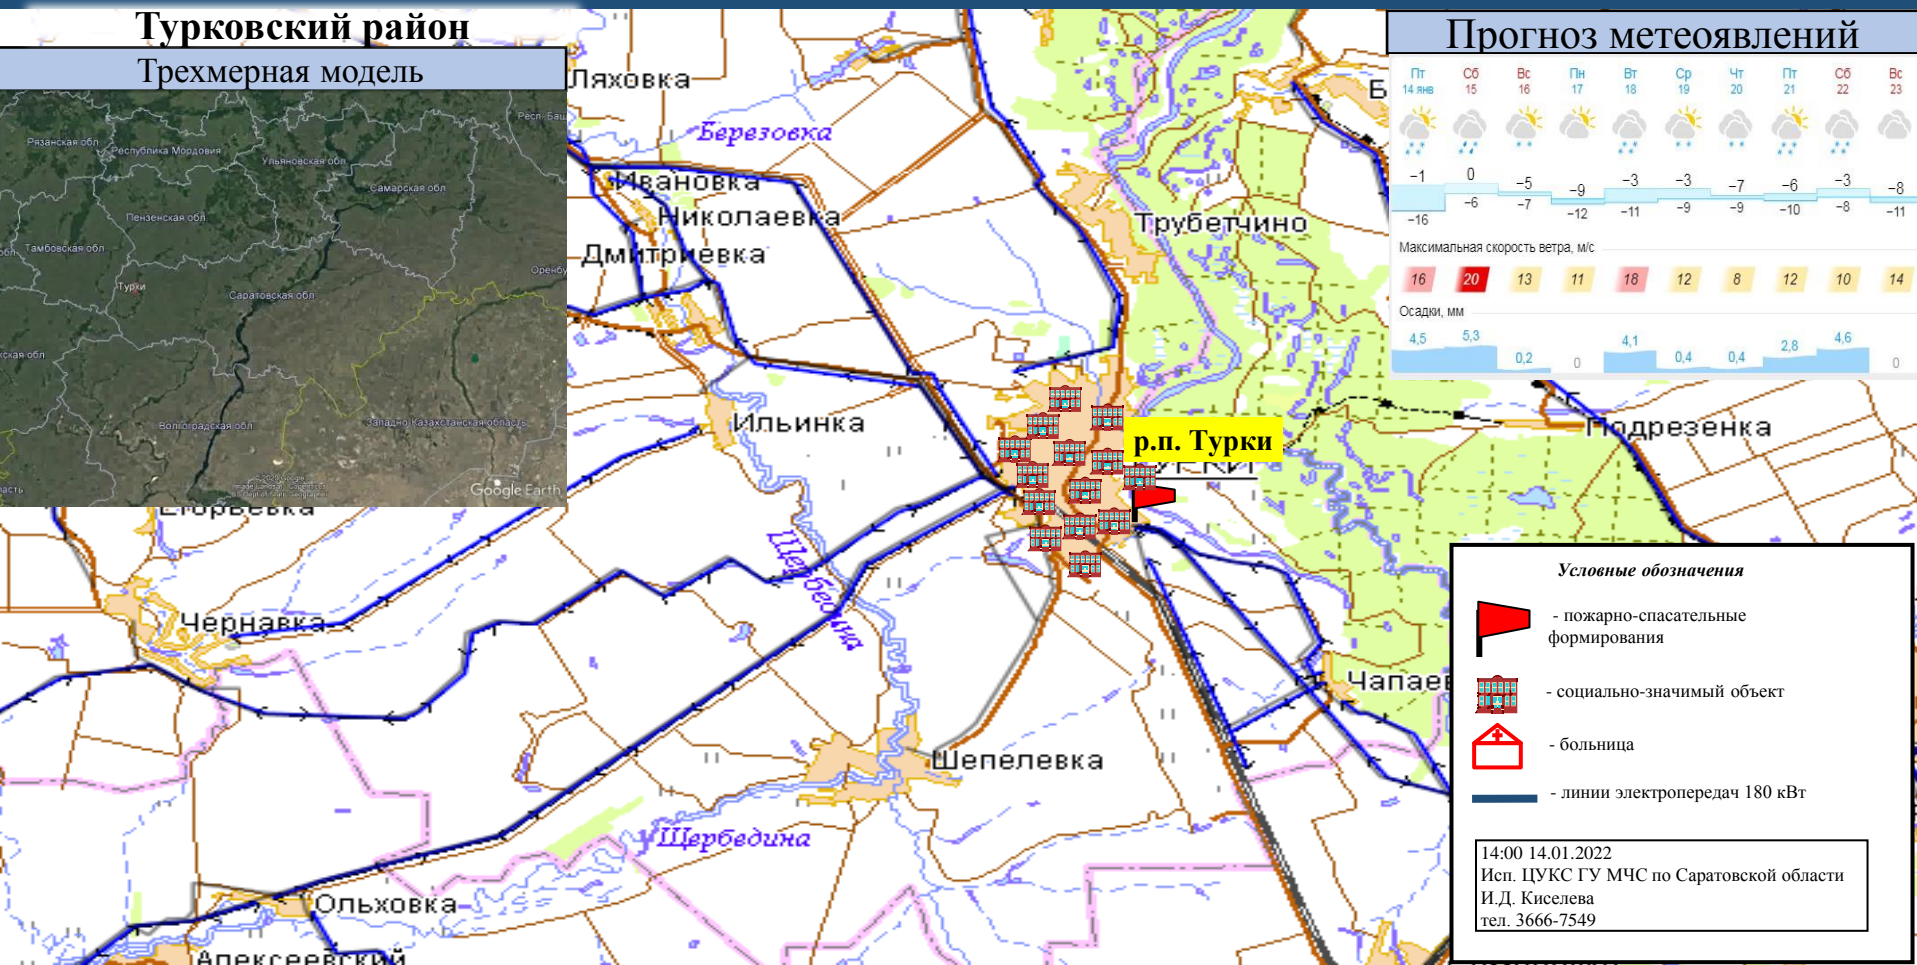 Турковский район
Трехмерная модель
Рязанская обл
Республика Мордовия
Ульяновская обл
Респ. Баш
Самарская обл
Пензенская обл
Тамбовская обл
Оренбу
Турки
Саратовская обл
Волгоградская обл
Западно-Казахстанская область
Google Earth
Прогноз метеоявлений
Пт Сб Вс Пн Вт Ср Чт Пт Сб Вс
14 янв 15 16 17 18 19 20 21 22 23
−1 0 −5 −9 −3 −3 −7 −6 −3 −8
−16 −6 −7 −12 −11 −9 −9 −10 −8 −11
Максимальная скорость ветра, м/с
16 20 13 11 18 12 8 12 10 14
Осадки, мм
4,5 5,3 0,2 0 4,1 0,4 0,4 2,8 4,6 0
Ляховка
Березовка
Ивановка
Николаевка
Дмитриевка
Трубетчино
Ильинка
р.п. Турки
Подрезенка
Егорьевка
Щербедина
Чернавка
Чапаев
Шепелевка
Щербедина
Ольховка
Алексеевский
Условные обозначения
- пожарно-спасательные
формирования
- социально-значимый объект
- больница
- линии электропередач 180 кВт
14:00 14.01.2022
Исп. ЦУКС ГУ МЧС по Саратовской области
И.Д. Киселева
тел. 3666-7549